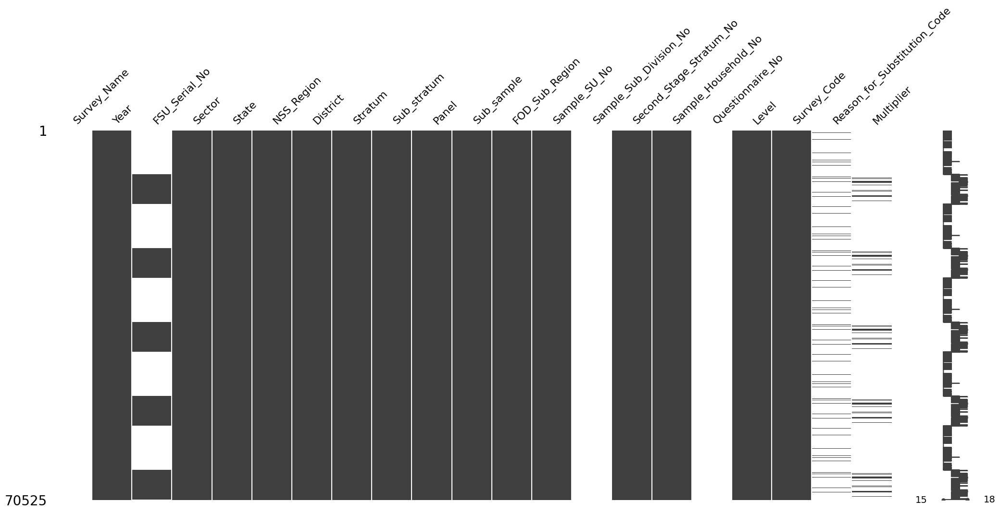 Survey_Name
Year
FSU_Serial_No
Sector
State
NSS_Region
District
Stratum
Sub_stratum
Panel
Sub_sample
FOD_Sub_Region
Sample_SU_No
Sample_Sub_Division_No
Second_Stage_Stratum_No
Sample_Household_No
Questionnaire_No
Level
Survey_Code
Reason_for_Substitution_Code
Multiplier
1
70525
15
18